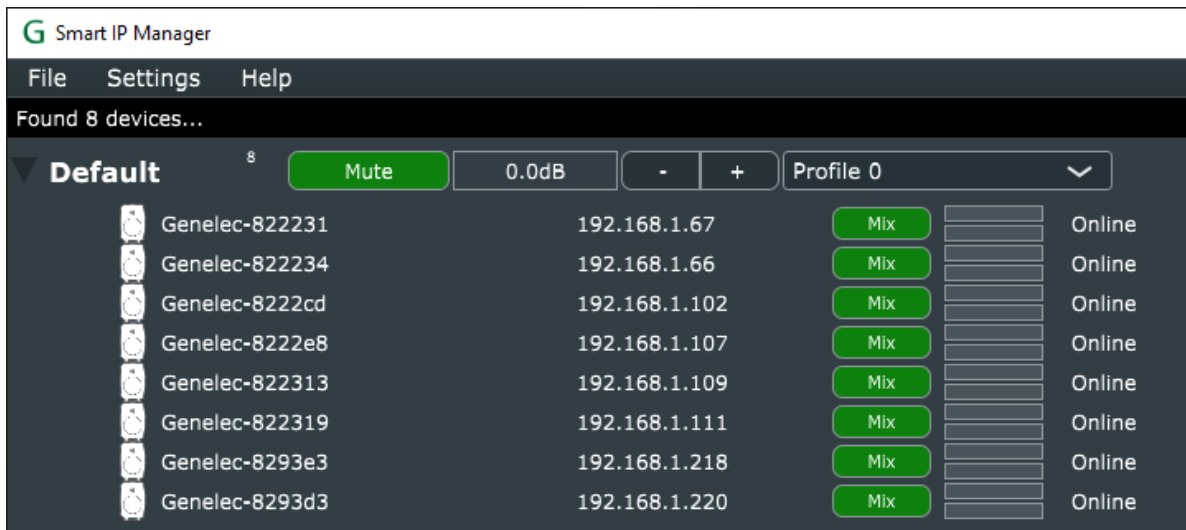 G Smart IP Manager
File Settings Help
Found 8 devices...
Default 8 Mute 0.0dB - + Profile 0
Genelec-822231 192.168.1.67 Mix Online
Genelec-822234 192.168.1.66 Mix Online
Genelec-8222cd 192.168.1.102 Mix Online
Genelec-8222e8 192.168.1.107 Mix Online
Genelec-822313 192.168.1.109 Mix Online
Genelec-822319 192.168.1.111 Mix Online
Genelec-8293e3 192.168.1.218 Mix Online
Genelec-8293d3 192.168.1.220 Mix Online